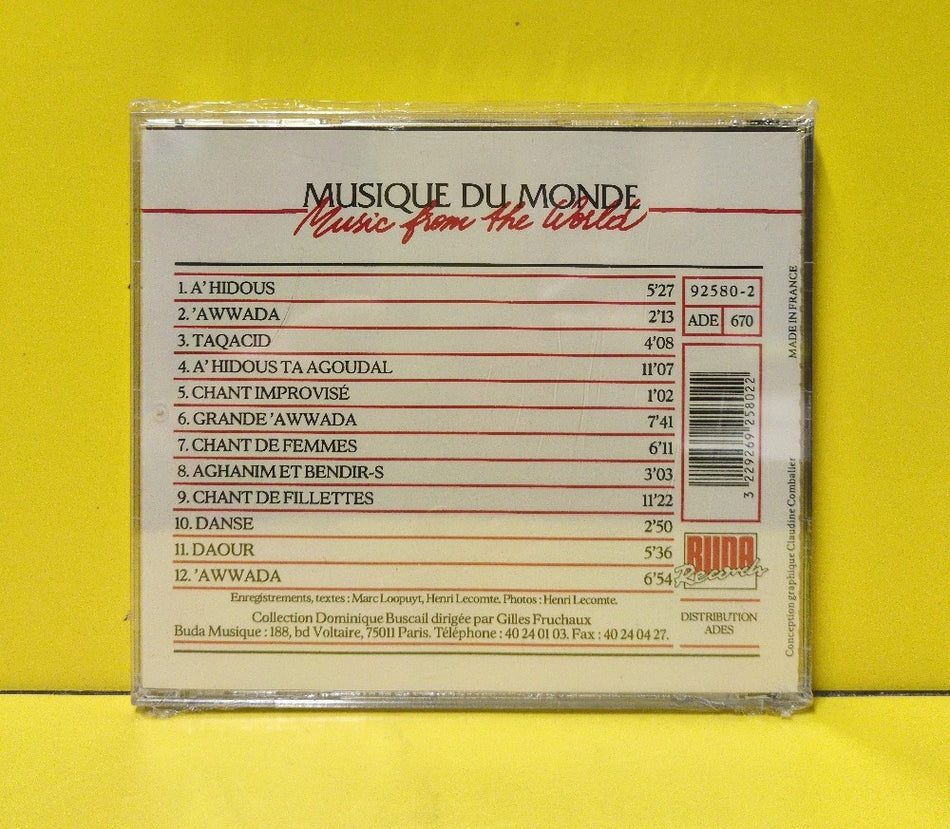 MUSIQUE DU MONDE
Music from the World
1. A'HIDOUS 5'27
2. 'AWWADA 2'13
3. TAQACID 4'08
4. A'HIDOUS TA AGOUDAL 11'07
5. CHANT IMPROVISÉ 1'02
6. GRANDE 'AWWADA 7'41
7. CHANT DE FEMMES 6'11
8. AGHANIM ET BENDIR-S 3'03
9. CHANT DE FILLETTES 11'22
10. DANSE 2'50
11. DAOUR 5'36
12. 'AWWADA 6'54
Enregistrements, textes : Marc Loopuyt, Henri Lecomte. Photos : Henri Lecomte.
Collection Dominique Buscail dirigée par Gilles Fruchaux
Buda Musique : 188, bd Voltaire, 75011 Paris. Téléphone : 40 24 01 03. Fax : 40 24 04 27.
92580-2
ADE 670
3 229269 258022
BUDA
Records
DISTRIBUTION
ADES
MADE IN FRANCE
Conception graphique Claudine Combalier